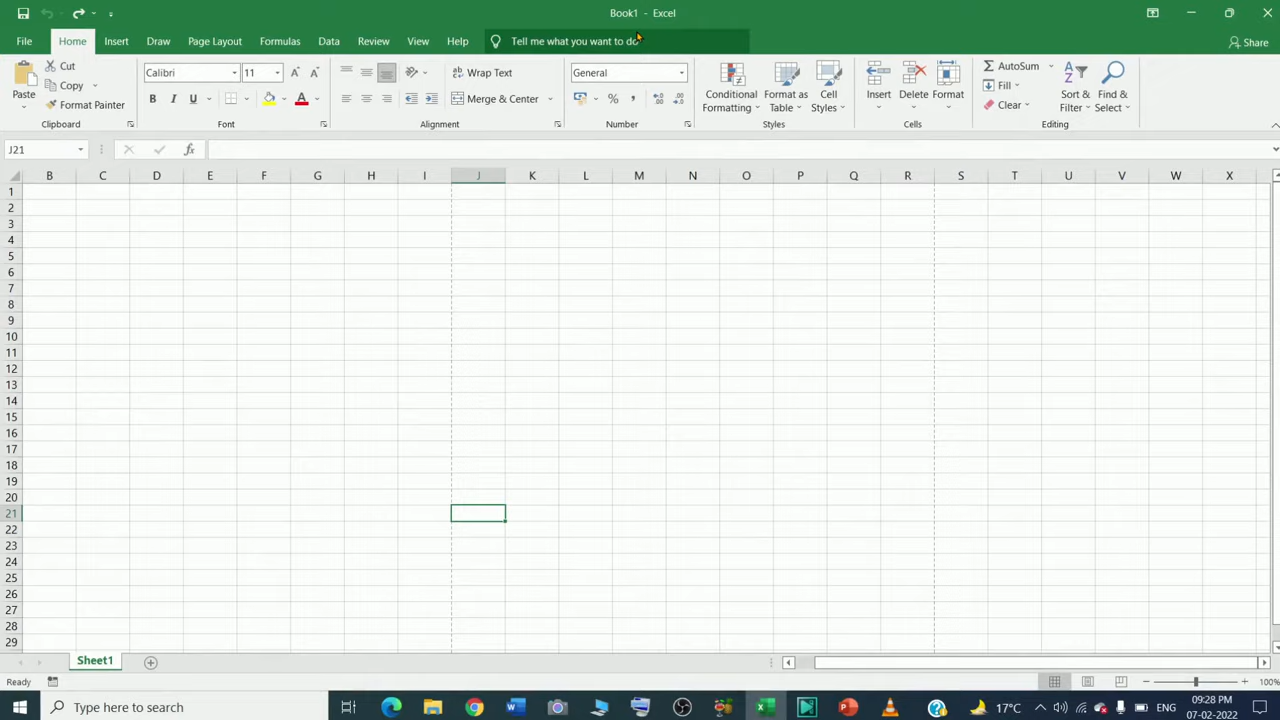 Book1 - Excel
File Home Insert Draw Page Layout Formulas Data Review View Help Tell me what you want to do Share
Paste Cut Copy Format Painter Clipboard
Calibri 11 B I U A Font
Wrap Text Merge & Center Alignment
General % , Number
Conditional Formatting Format as Table Cell Styles Styles
Insert Delete Format Cells
AutoSum Fill Clear Sort & Filter Find & Select Editing
J21 fx
B C D E F G H I J K L M N O P Q R S T U V W X
1
2
3
4
5
6
7
8
9
10
11
12
13
14
15
16
17
18
19
20
21
22
23
24
25
26
27
28
29
Sheet1
Ready 100%
Type here to search 17°C ENG 09:28 PM
07-02-2022